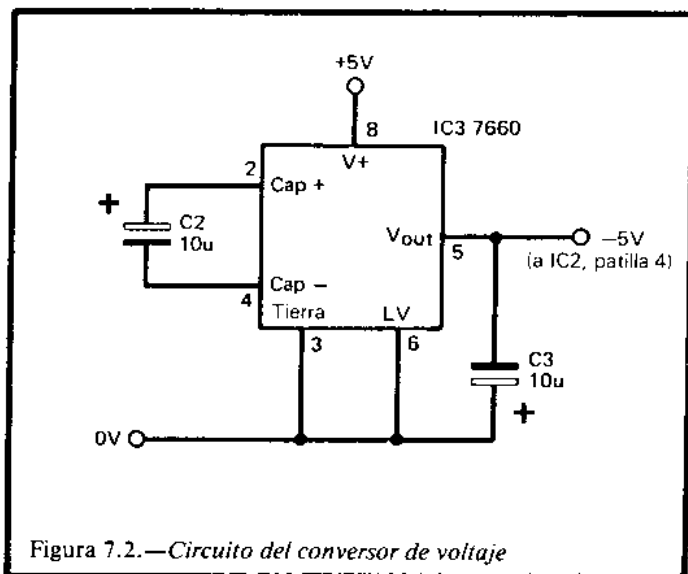 +5V
8
IC3 7660
V+
2
Cap +
+
C2
10u
Vout
5
−5V
(a IC2, patilla 4)
4
Cap −
Tierra
LV
3
6
C3
10u
+
0V
Figura 7.2.—Circuito del conversor de voltaje